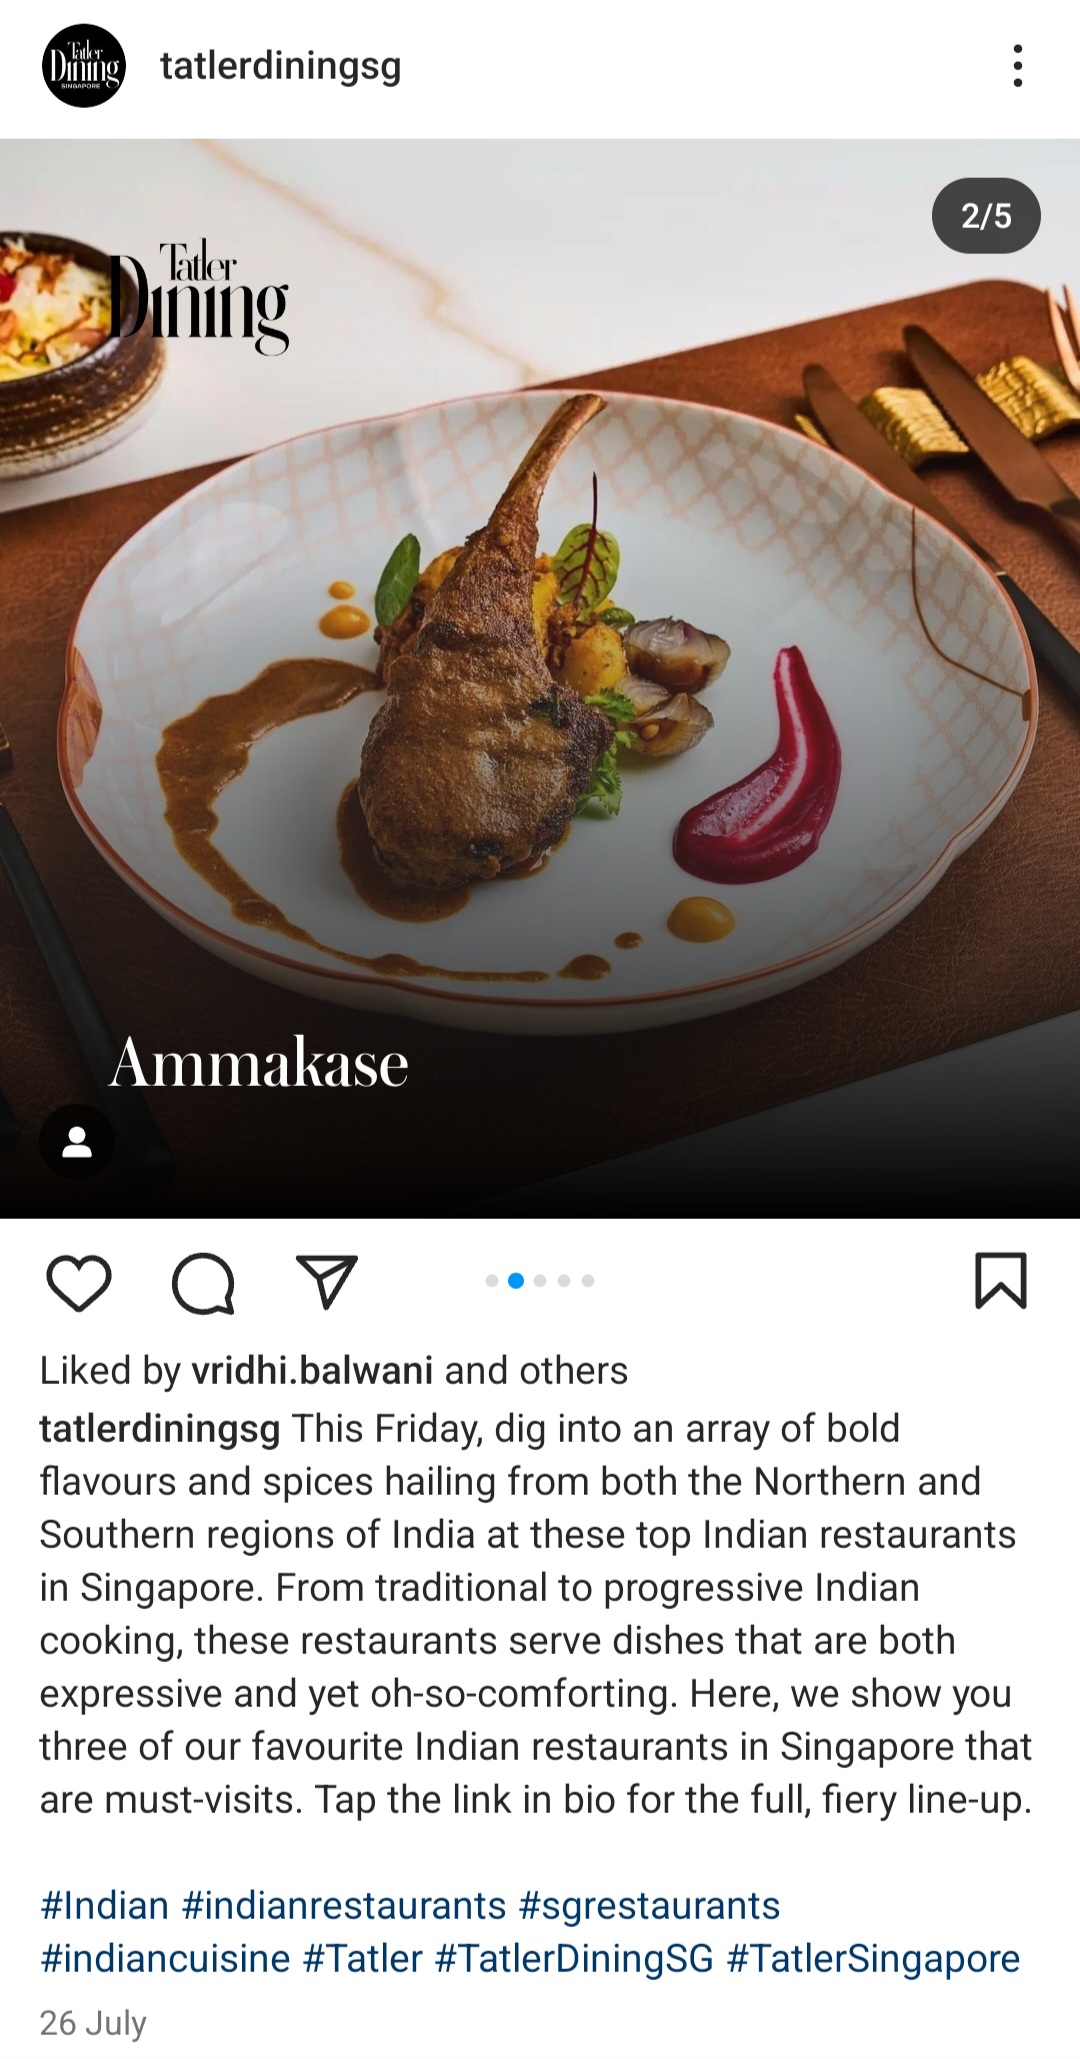 Tatler
Dining
SINGAPORE
tatlerdiningsg
2/5
Tatler
Dining
Ammakase
Liked by vridhi.balwani and others
tatlerdiningsg This Friday, dig into an array of bold
flavours and spices hailing from both the Northern and
Southern regions of India at these top Indian restaurants
in Singapore. From traditional to progressive Indian
cooking, these restaurants serve dishes that are both
expressive and yet oh-so-comforting. Here, we show you
three of our favourite Indian restaurants in Singapore that
are must-visits. Tap the link in bio for the full, fiery line-up.
#Indian #indianrestaurants #sgrestaurants
#indiancuisine #Tatler #TatlerDiningSG #TatlerSingapore
26 July